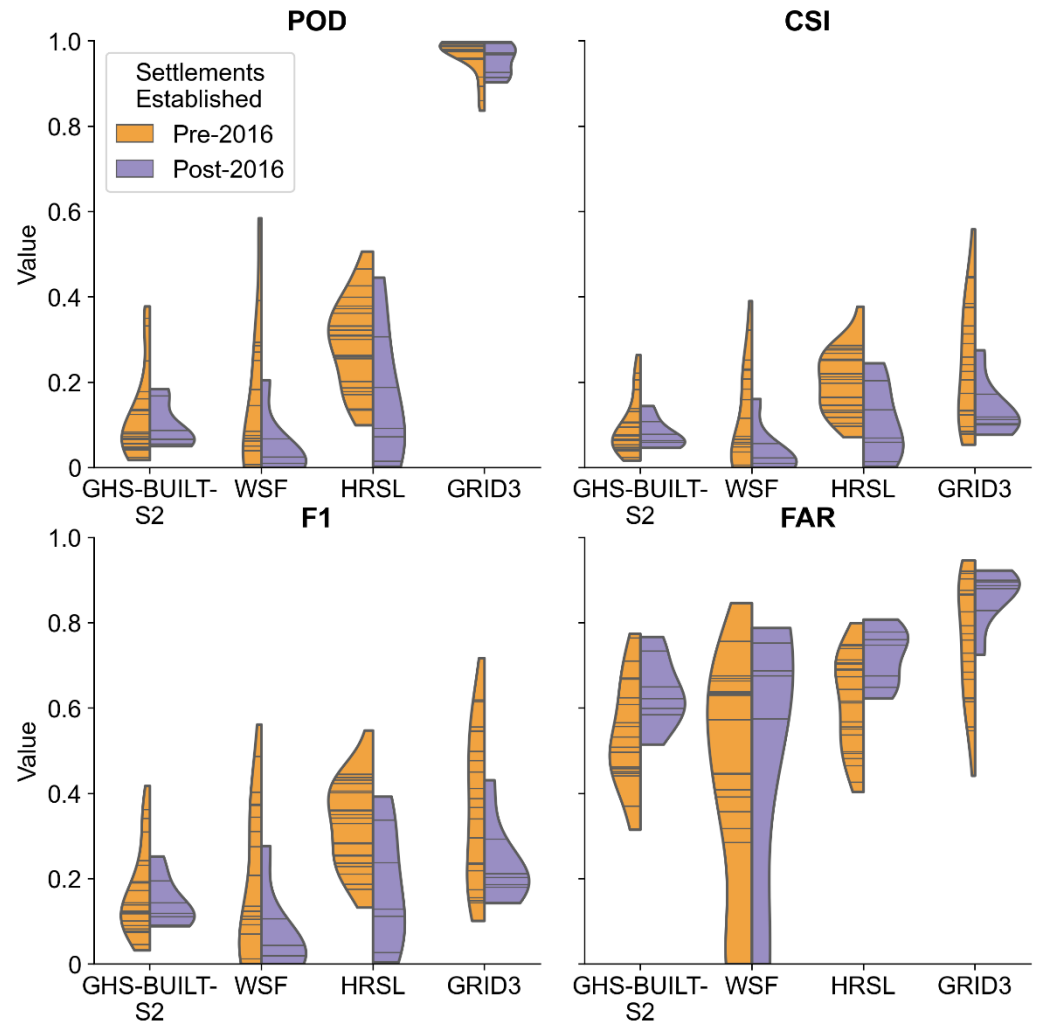 POD
CSI
1.0
0.8
0.6
0.4
0.2
0
Value
Settlements
Established
Pre-2016
Post-2016
GHS-BUILT-
S2
WSF
HRSL
GRID3
GHS-BUILT-
S2
WSF
HRSL
GRID3
F1
FAR
1.0
0.8
0.6
0.4
0.2
0
Value
GHS-BUILT-
S2
WSF
HRSL
GRID3
GHS-BUILT-
S2
WSF
HRSL
GRID3